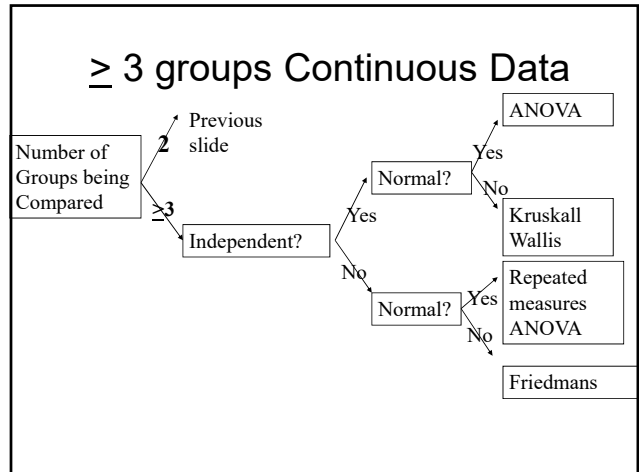 ≥ 3 groups Continuous Data
Number of
Groups being
Compared
2
Previous
slide
≥3
Independent?
Yes
Normal?
Yes
ANOVA
No
Kruskall
Wallis
No
Normal?
Yes
Repeated
measures
ANOVA
No
Friedmans